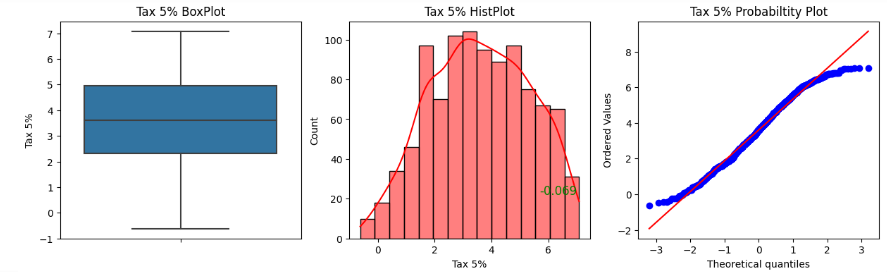 Tax 5% BoxPlot
Tax 5%
7
6
5
4
3
2
1
0
−1
Tax 5% HistPlot
Count
100
80
60
40
20
0
-0.069
0 2 4 6
Tax 5%
Tax 5% Probabiltity Plot
Ordered Values
8
6
4
2
0
−2
−3 −2 −1 0 1 2 3
Theoretical quantiles